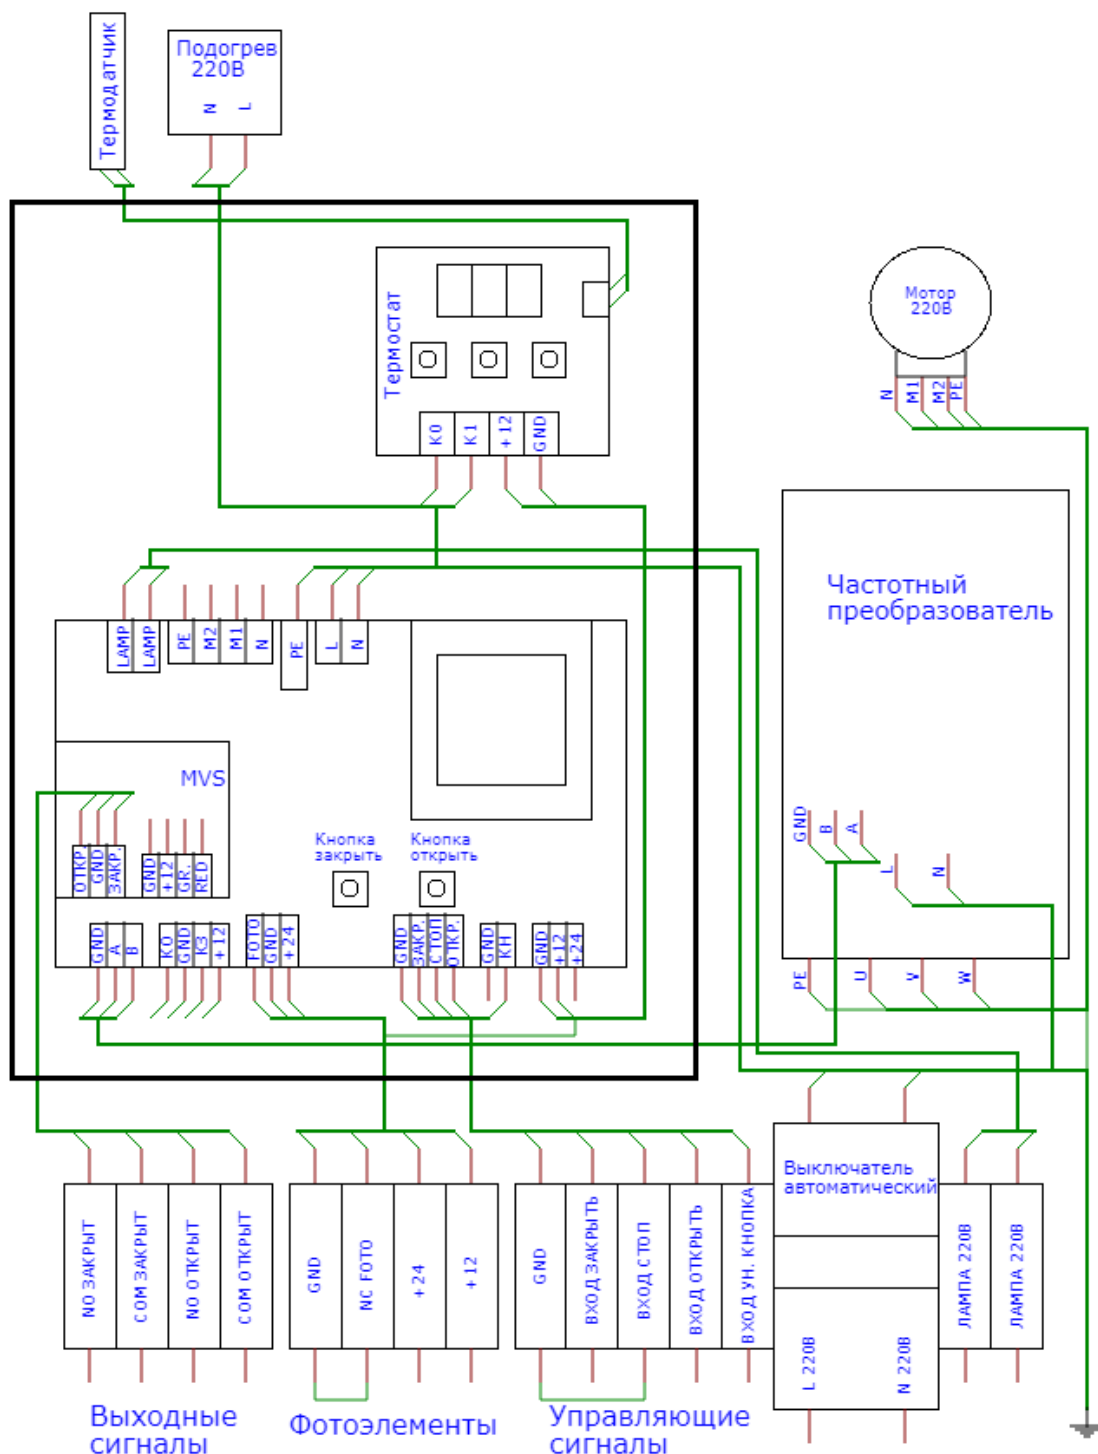 Термодатчик
Подогрев
220В
N
L
Термостат
K0
K1
+12
GND
Мотор
220В
N
M1
M2
PE
LAMP
LAMP
PE
M2
M1
N
PE
L
N
Частотный
преобразователь
MVS
Кнопка
закрыть
Кнопка
открыть
ОТКР.
GND
ЗАКР.
GND
+12
GR.
RED
GND
A
B
КО
GND
КЗ
+12
FOTO
GND
+24
GND
ЗАКР.
СТОП
ОТКР.
GND
КН
GND
+12
+24
GND
B
A
L
N
PE
U
V
W
Выключатель
автоматический
L 220В
N 220В
NO ЗАКРЫТ
COM ЗАКРЫТ
NO ОТКРЫТ
COM ОТКРЫТ
GND
NC FOTO
+24
+12
GND
ВХОД ЗАКРЫТЬ
ВХОД СТОП
ВХОД ОТКРЫТЬ
ВХОД УН. КНОПКА
ЛАМПА 220В
ЛАМПА 220В
Выходные
сигналы
Фотоэлементы
Управляющие
сигналы